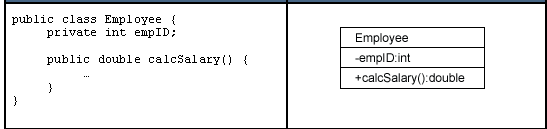 public class Employee {
private int empID;
public double calcSalary() {
…
}
}
Employee
-empID:int
+calcSalary():double